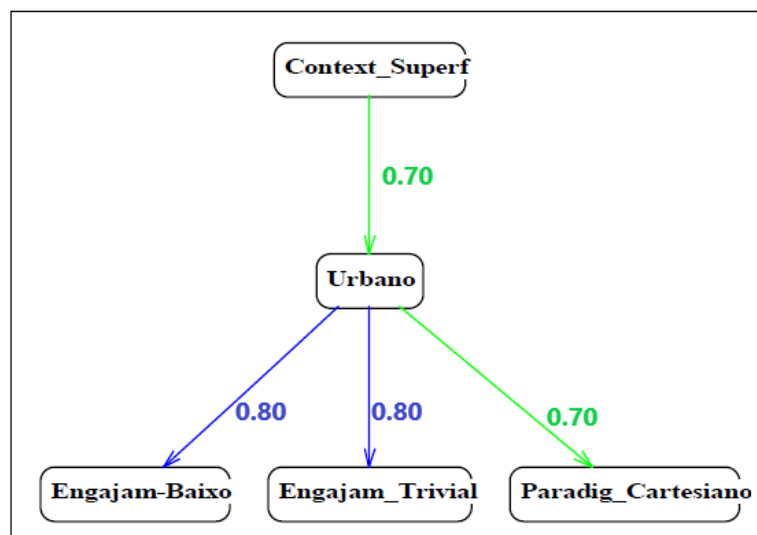 Context_Superf
0.70
Urbano
0.80 0.80 0.70
Engajam-Baixo Engajam_Trivial Paradig_Cartesiano